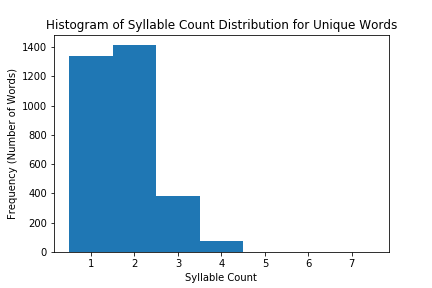 Histogram of Syllable Count Distribution for Unique Words
Frequency (Number of Words)
1400
1200
1000
800
600
400
200
0
1 2 3 4 5 6 7
Syllable Count